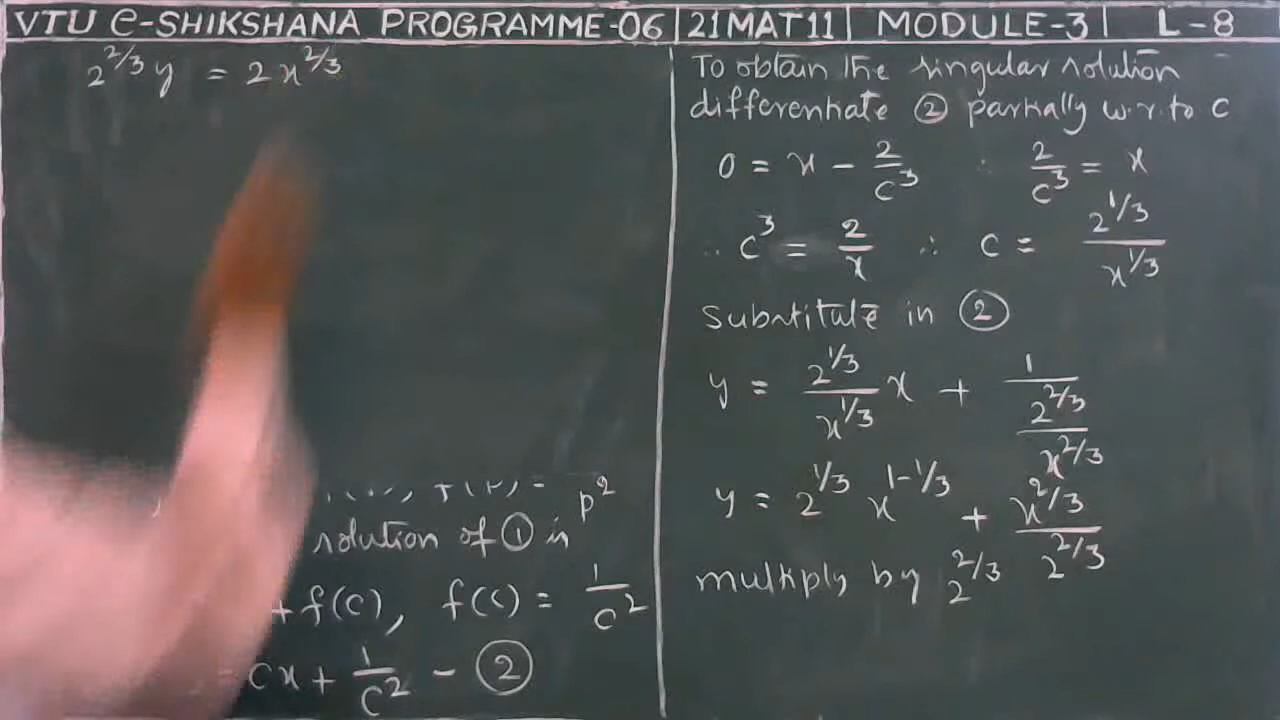 VTU e-SHIKSHANA PROGRAMME-06 | 21MAT11 | MODULE-3 | L-8
2^{2/3} y = 2x^{2/3}
= p²
solution of ① is
+ f(c), f(c) = 1/c²
= cx + 1/c² - ②
To obtain the singular solution
differentiate ② partially w.r.to c
0 = x - 2/c³ ∴ 2/c³ = x
∴ c³ = 2/x ∴ c = 2^{1/3}/x^{1/3}
substitute in ②
y = 2^{1/3}/x^{1/3} x + 1/(2^{2/3}/x^{2/3})
y = 2^{1/3} x^{1-1/3} + x^{2/3}/2^{2/3}
multiply by 2^{2/3}